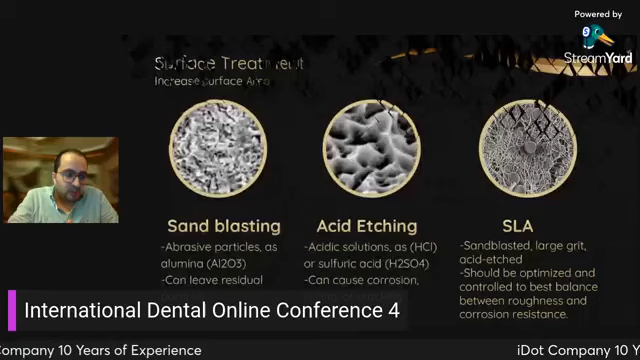 Powered by
StreamYard
Surface Treatment
Increase Surface Area
Sand blasting
-Abrasive particles, as
alumina (Al2O3)
-Can leave residual
Acid Etching
-Acidic solutions, as (HCl)
or sulfuric acid (H2SO4)
-Can cause corrosion,
SLA
-Sandblasted, large grit,
acid-etched
-Should be optimized and
controlled to best balance
between roughness and
corrosion resistance.
International Dental Online Conference 4
Company 10 Years of Experience
iDot Company 10 Y